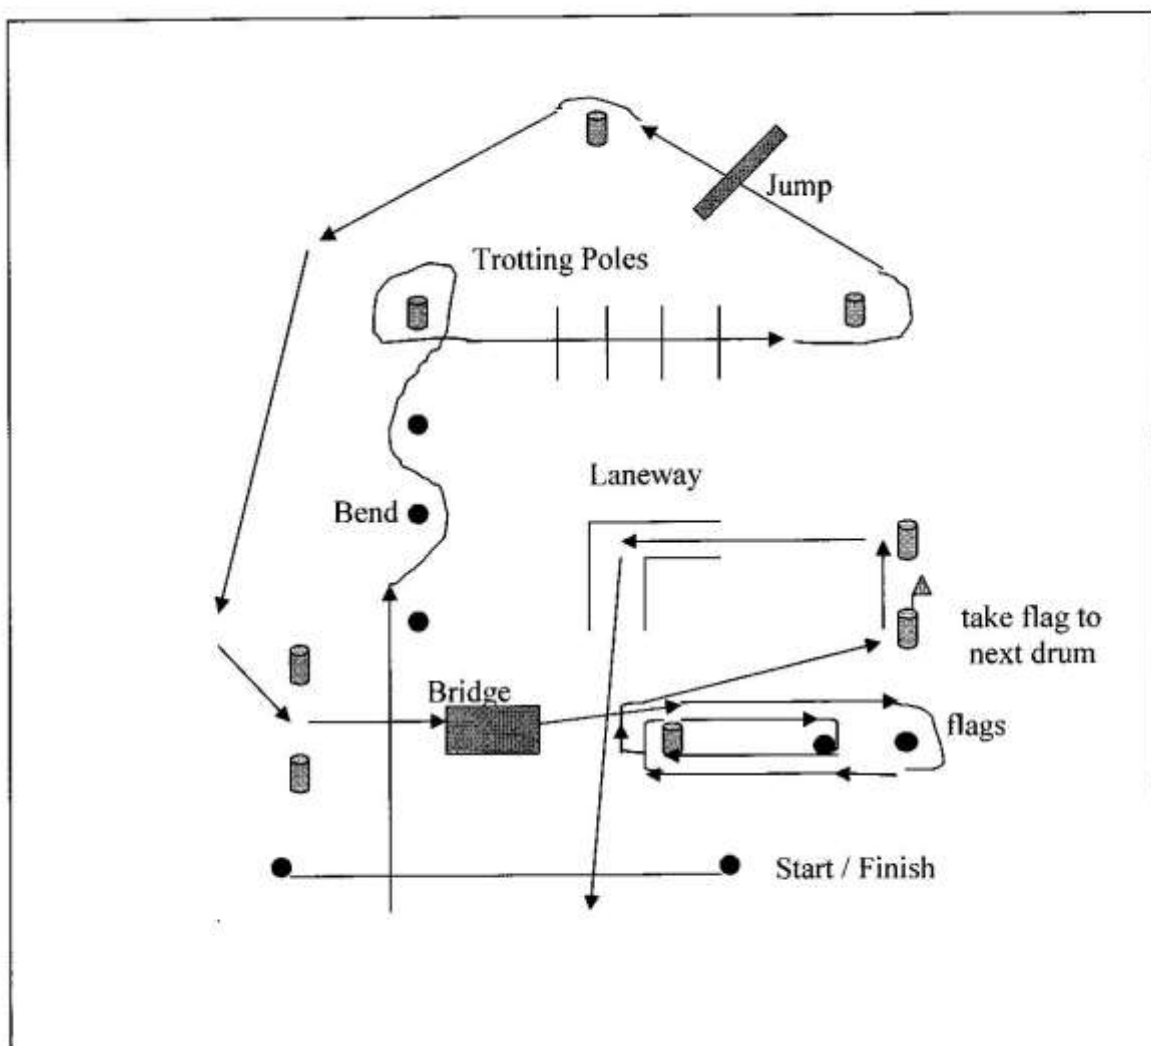 Jump
Trotting Poles
Laneway
Bend
take flag to
next drum
Bridge
flags
Start / Finish